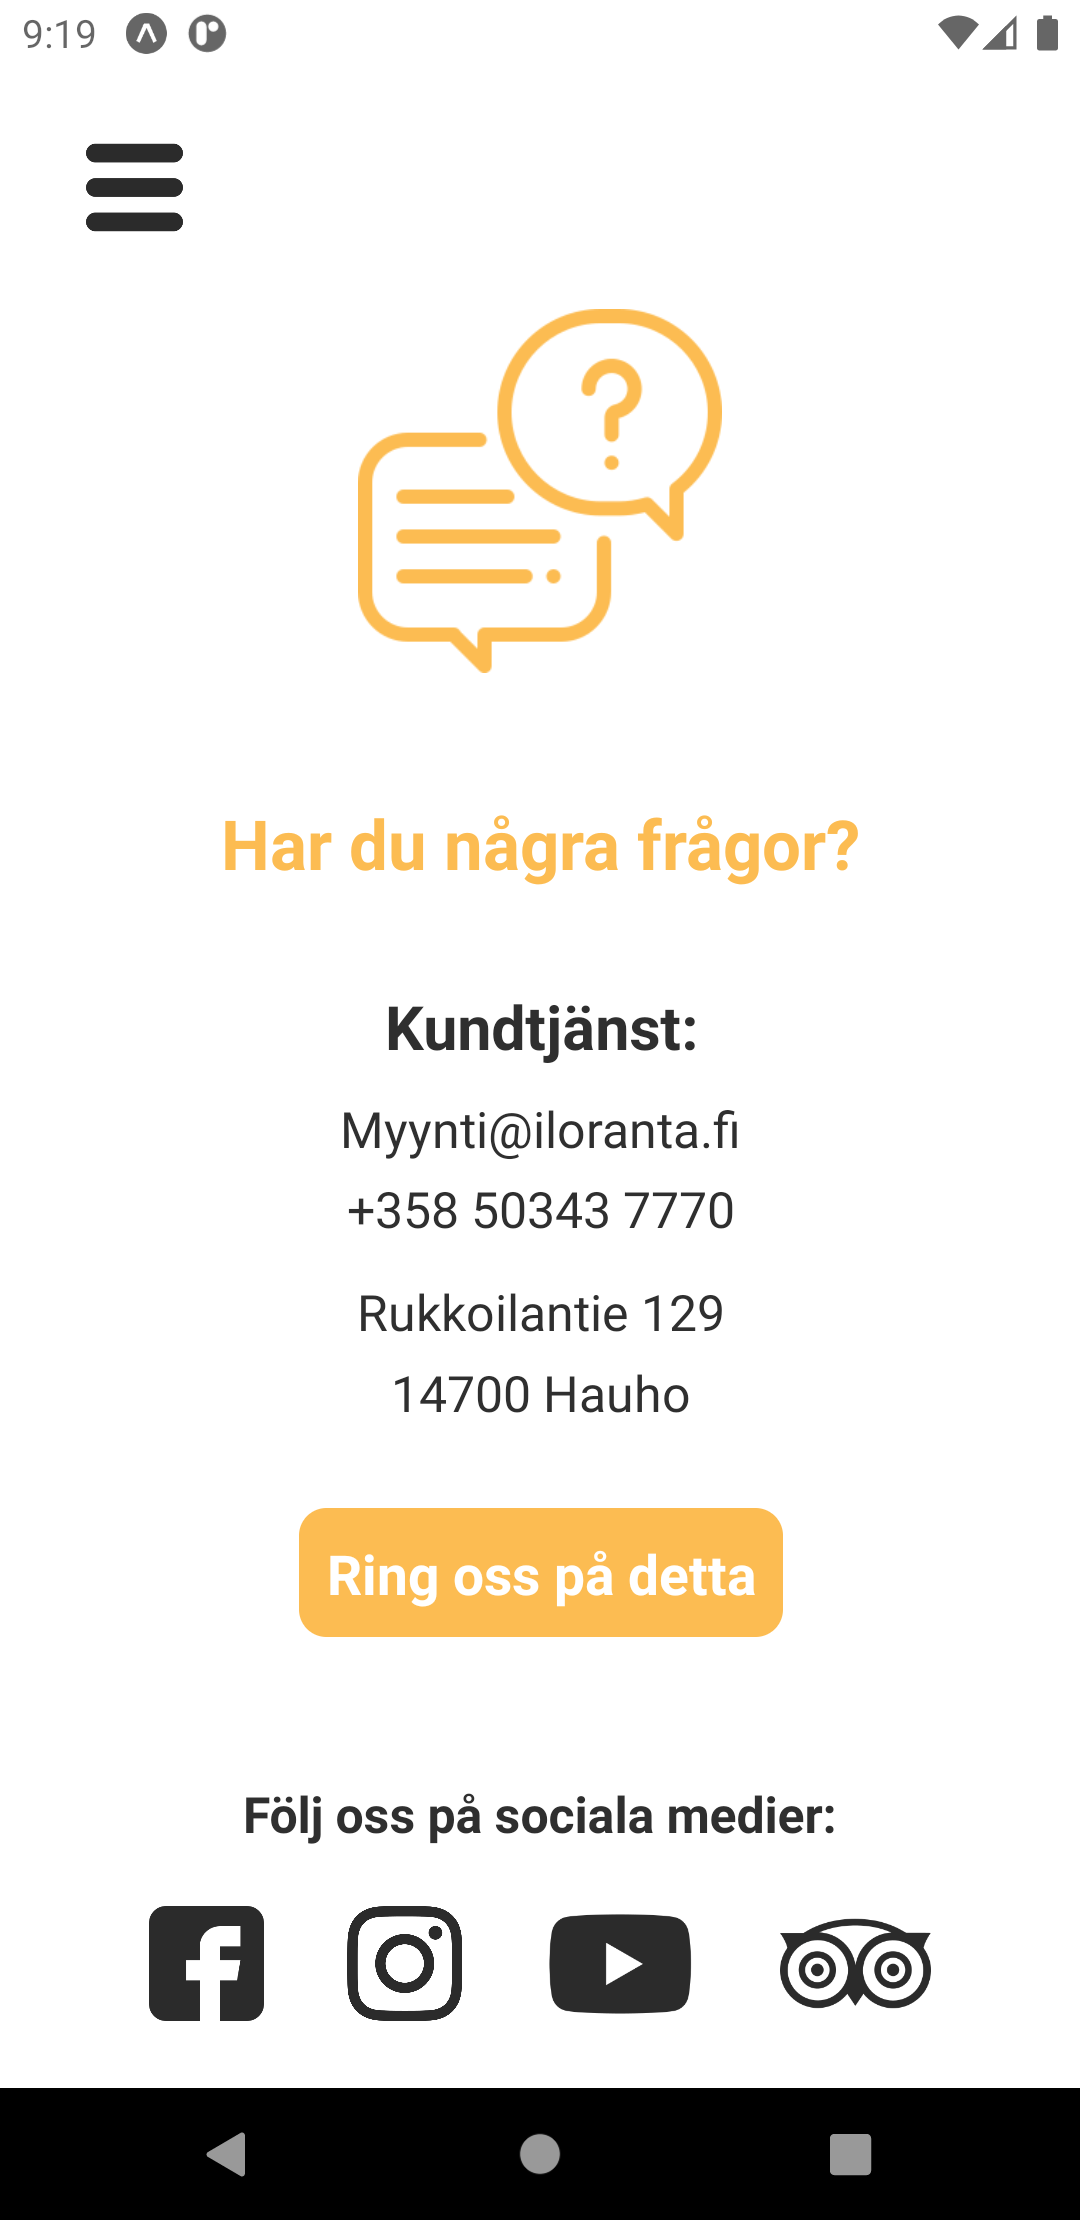 9:19
Har du några frågor?
Kundtjänst:
Myynti@iloranta.fi
+358 50343 7770
Rukkoilantie 129
14700 Hauho
Ring oss på detta
Följ oss på sociala medier: